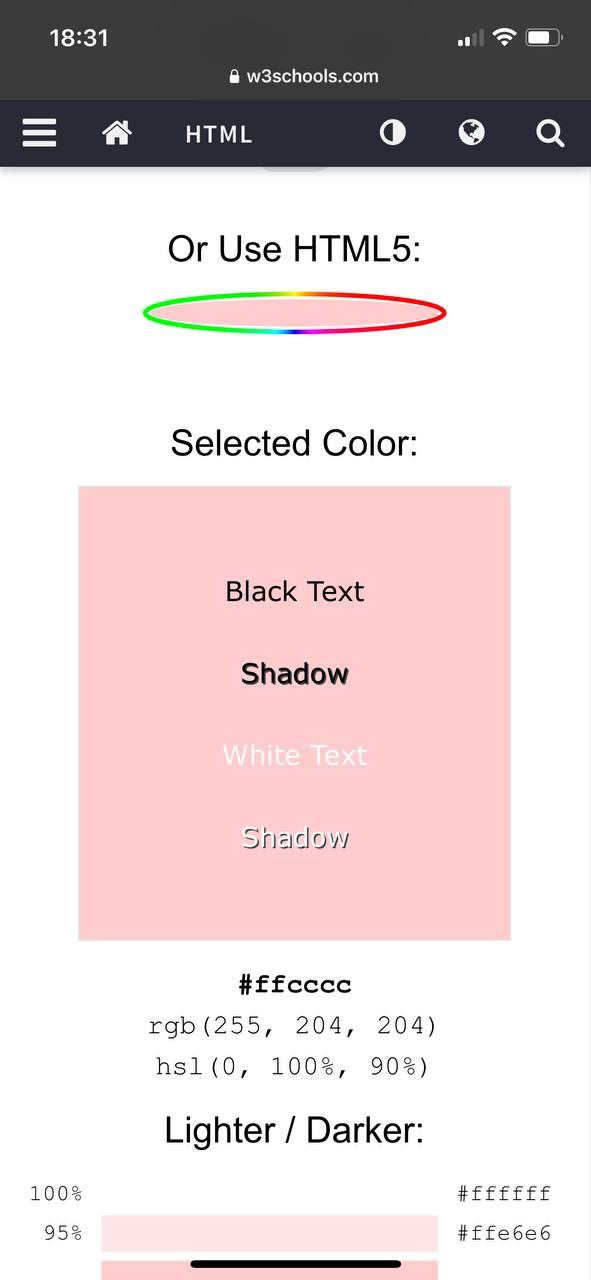 18:31
w3schools.com
HTML
Or Use HTML5:
Selected Color:
Black Text
Shadow
White Text
Shadow
#ffcccc
rgb(255, 204, 204)
hsl(0, 100%, 90%)
Lighter / Darker:
100% #ffffff
95% #ffe6e6